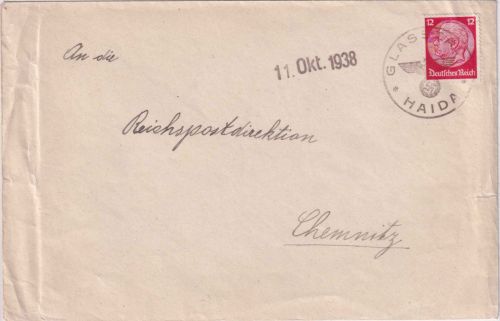 12 12
Deutsches Reich
GLAS
* HAIDA *
11. Okt. 1938
An die
Reichspostdirektion
Chemnitz